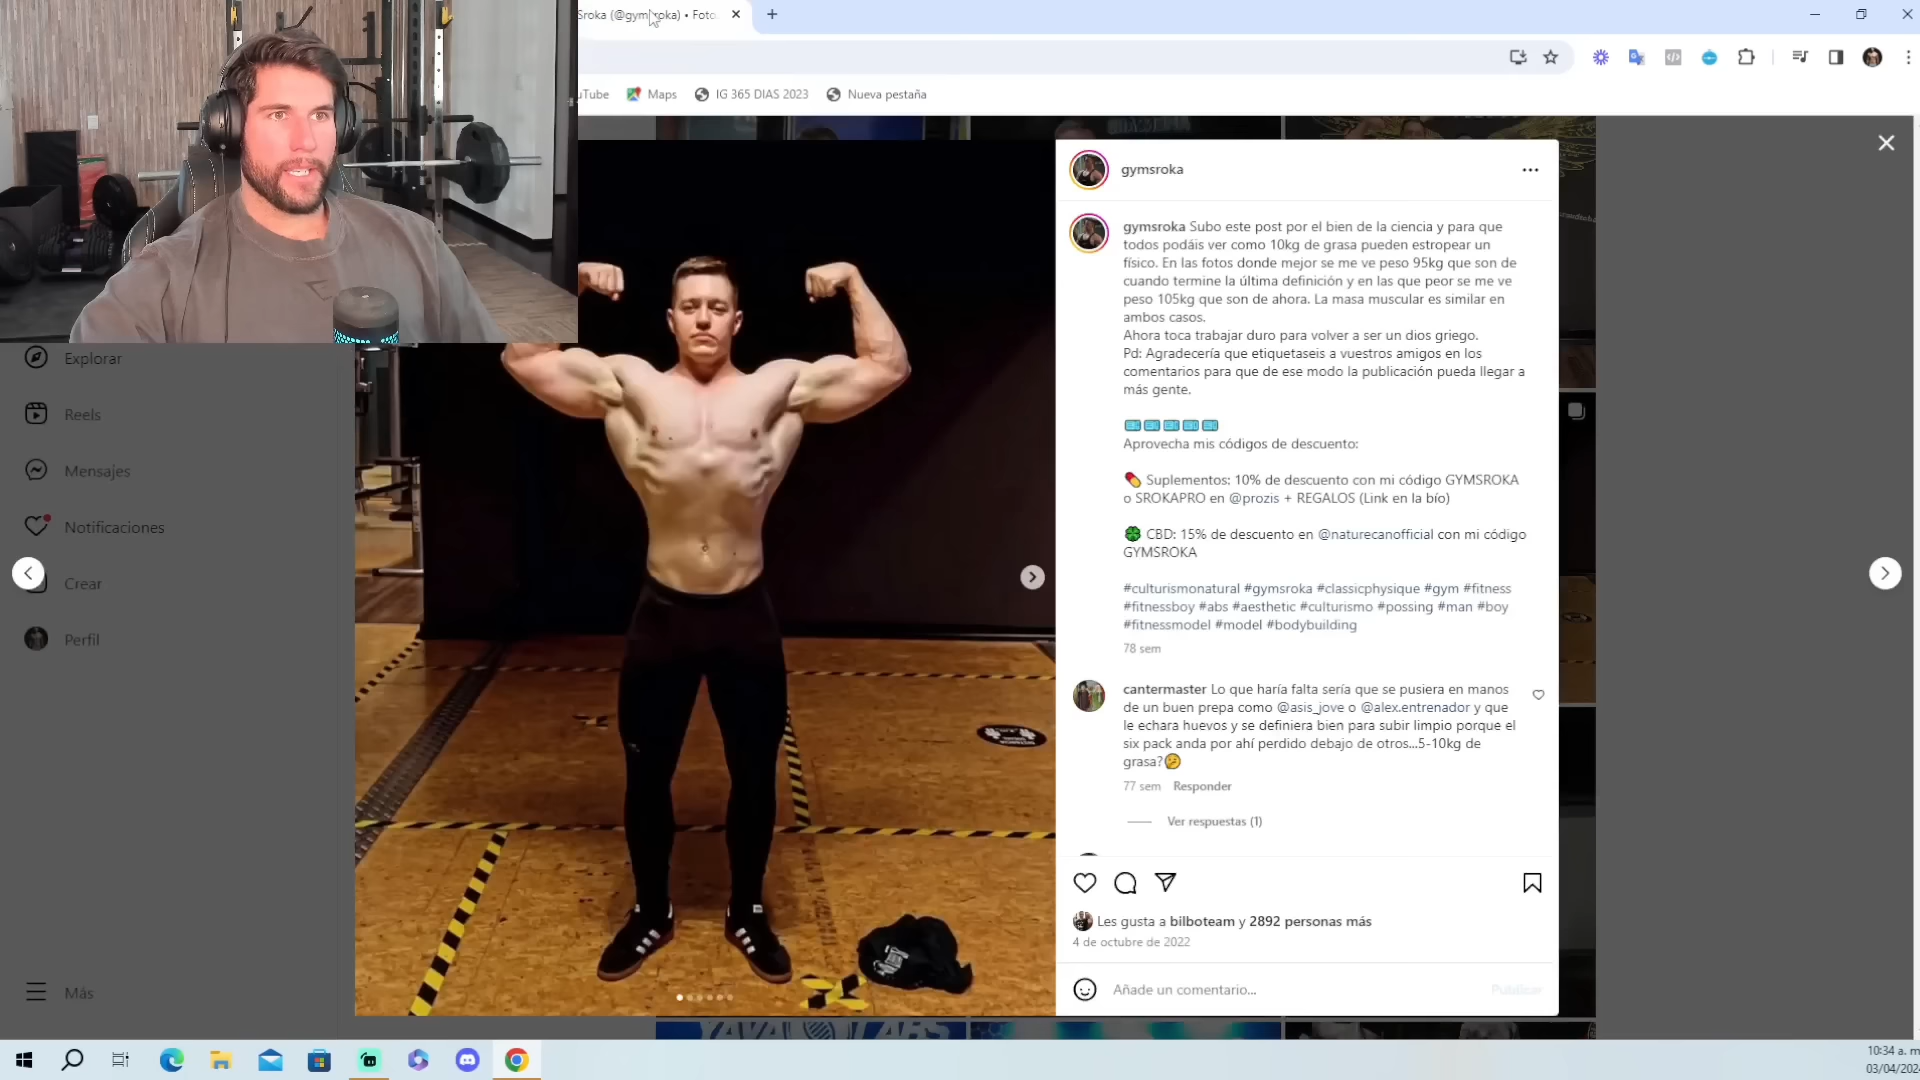 Sroka (@gymsroka) • Foto
uTube
Maps
IG 365 DIAS 2023
Nueva pestaña
Explorar
Reels
Mensajes
Notificaciones
Crear
Perfil
Más
gymsroka
gymsroka Subo este post por el bien de la ciencia y para que
todos podáis ver como 10kg de grasa pueden estropear un
físico. En las fotos donde mejor se me ve peso 95kg que son de
cuando termine la última definición y en las que peor se me ve
peso 105kg que son de ahora. La masa muscular es similar en
ambos casos.
Ahora toca trabajar duro para volver a ser un dios griego.
Pd: Agradecería que etiquetaseis a vuestros amigos en los
comentarios para que de ese modo la publicación pueda llegar a
más gente.
Aprovecha mis códigos de descuento:
💊 Suplementos: 10% de descuento con mi código GYMSROKA
o SROKAPRO en @prozis + REGALOS (Link en la bío)
🍀 CBD: 15% de descuento en @naturecanofficial con mi código
GYMSROKA
#culturismonatural #gymsroka #classicphysique #gym #fitness
#fitnessboy #abs #aesthetic #culturismo #possing #man #boy
#fitnessmodel #model #bodybuilding
78 sem
cantermaster Lo que haría falta sería que se pusiera en manos
de un buen prepa como @asis_jove o @alex.entrenador y que
le echara huevos y se definiera bien para subir limpio porque el
six pack anda por ahí perdido debajo de otros...5-10kg de
grasa?🤔
77 sem Responder
Ver respuestas (1)
Les gusta a bilboteam y 2892 personas más
4 de octubre de 2022
Añade un comentario...
Publicar
YAVA LABS
10:34 a. m
03/04/202